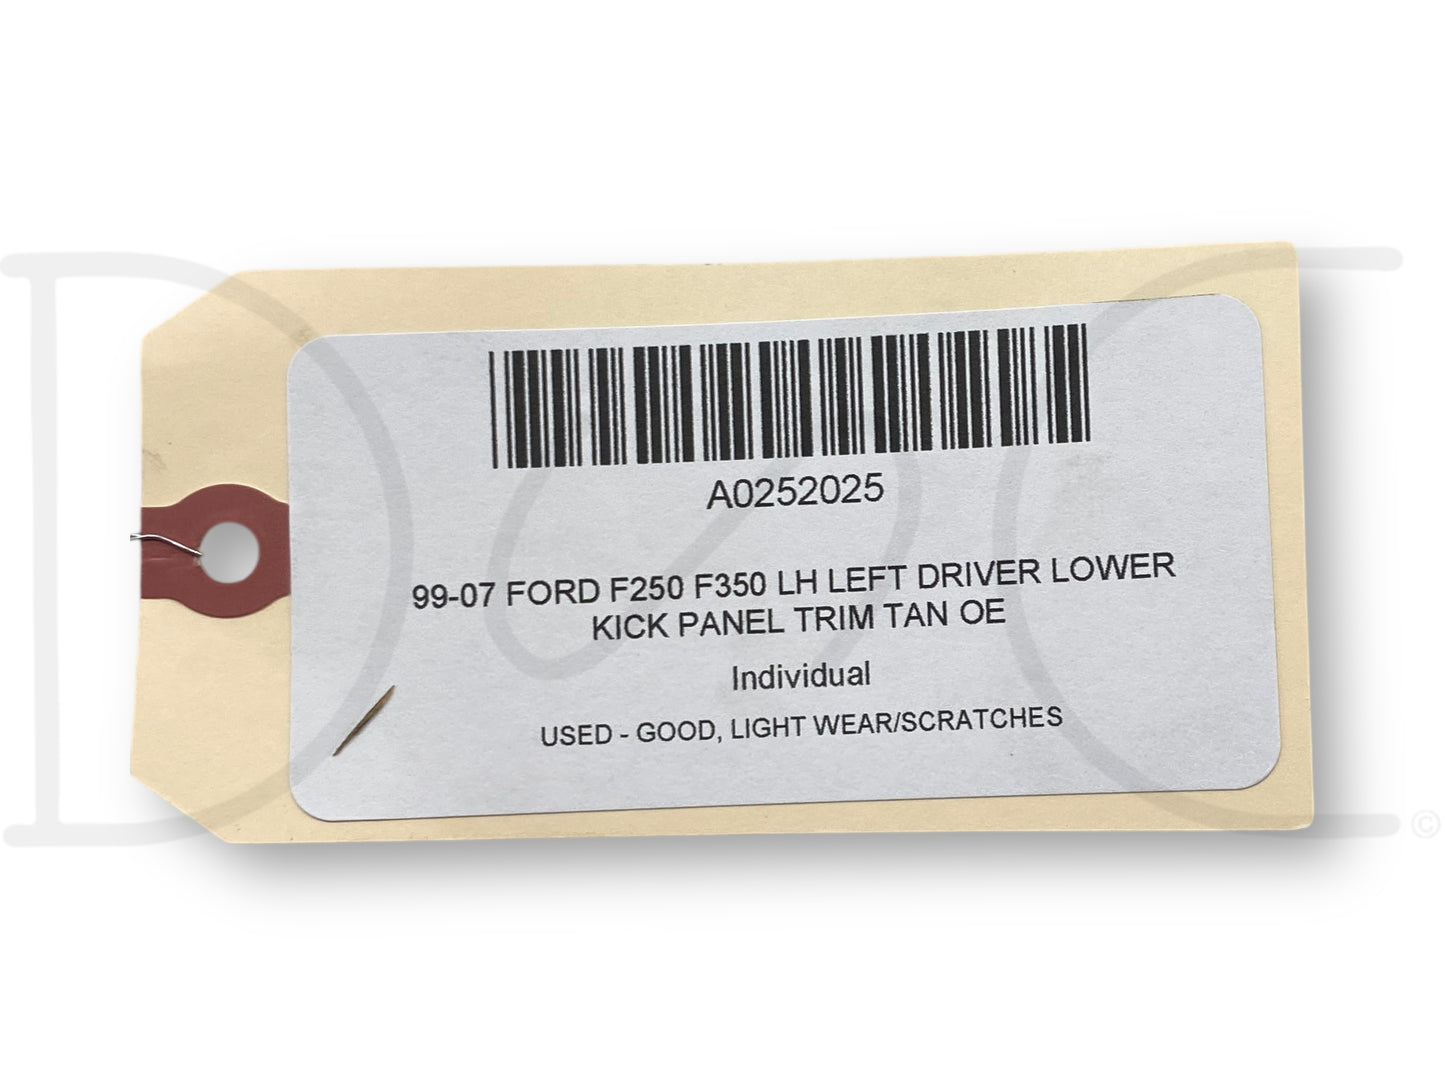 A0252025
99-07 FORD F250 F350 LH LEFT DRIVER LOWER
KICK PANEL TRIM TAN OE
Individual
USED - GOOD, LIGHT WEAR/SCRATCHES
©